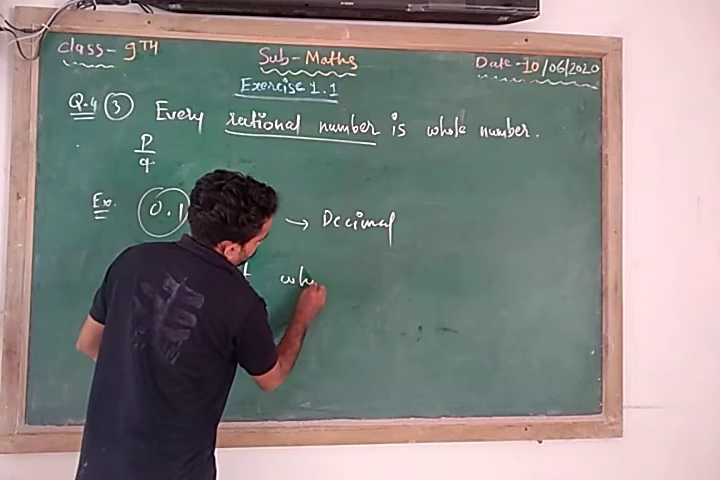 Class- 9TH Sub-Maths Date-10/06/2020
Exercise 1.1
Q.4 3 Every rational number is whole number.
P
q
Ex. 0.1 → Decimal